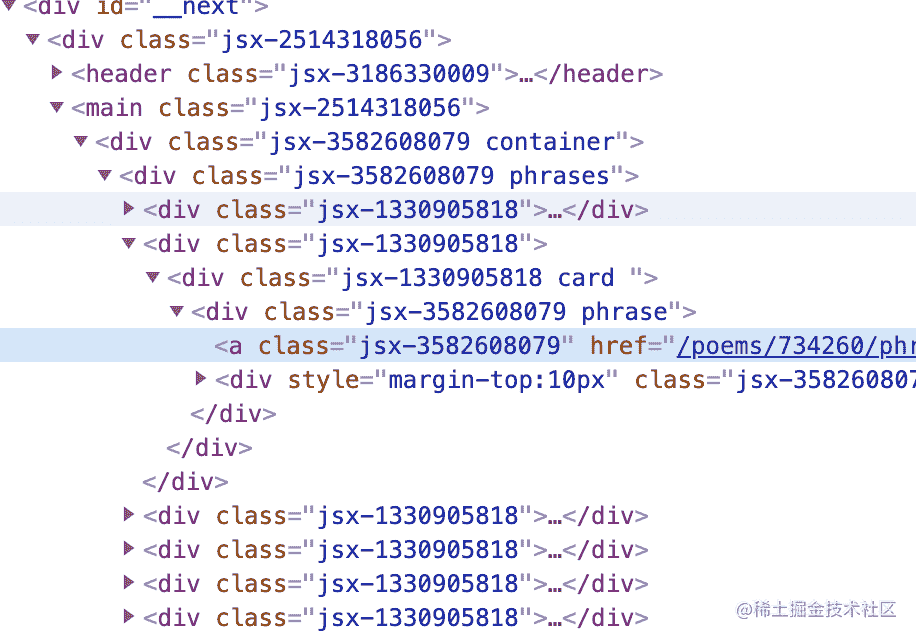 <div id="__next">
<div class="jsx-2514318056">
<header class="jsx-3186330009">…</header>
<main class="jsx-2514318056">
<div class="jsx-3582608079 container">
<div class="jsx-3582608079 phrases">
<div class="jsx-1330905818">…</div>
<div class="jsx-1330905818">
<div class="jsx-1330905818 card ">
<div class="jsx-3582608079 phrase">
<a class="jsx-3582608079" href="/poems/734260/phr
<div style="margin-top:10px" class="jsx-358260807
</div>
</div>
</div>
<div class="jsx-1330905818">…</div>
<div class="jsx-1330905818">…</div>
<div class="jsx-1330905818">…</div>
<div class="jsx-1330905818">…</div>
@稀土掘金技术社区